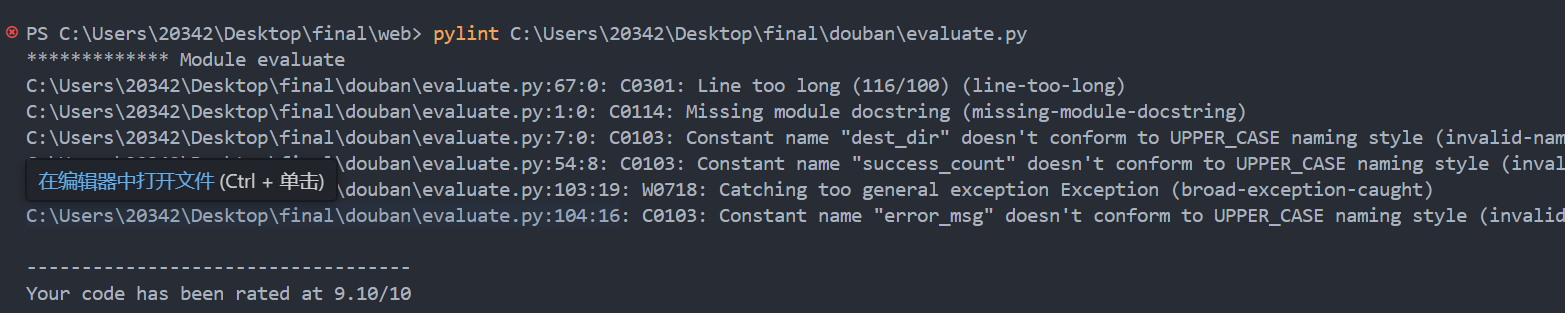 PS C:\Users\20342\Desktop\final\web> pylint C:\Users\20342\Desktop\final\douban\evaluate.py
************* Module evaluate
C:\Users\20342\Desktop\final\douban\evaluate.py:67:0: C0301: Line too long (116/100) (line-too-long)
C:\Users\20342\Desktop\final\douban\evaluate.py:1:0: C0114: Missing module docstring (missing-module-docstring)
C:\Users\20342\Desktop\final\douban\evaluate.py:7:0: C0103: Constant name "dest_dir" doesn't conform to UPPER_CASE naming style (invalid-nam
\douban\evaluate.py:54:8: C0103: Constant name "success_count" doesn't conform to UPPER_CASE naming style (inval
在编辑器中打开文件 (Ctrl + 单击)
l\douban\evaluate.py:103:19: W0718: Catching too general exception Exception (broad-exception-caught)
C:\Users\20342\Desktop\final\douban\evaluate.py:104:16: C0103: Constant name "error_msg" doesn't conform to UPPER_CASE naming style (invalid
-----------------------------------
Your code has been rated at 9.10/10